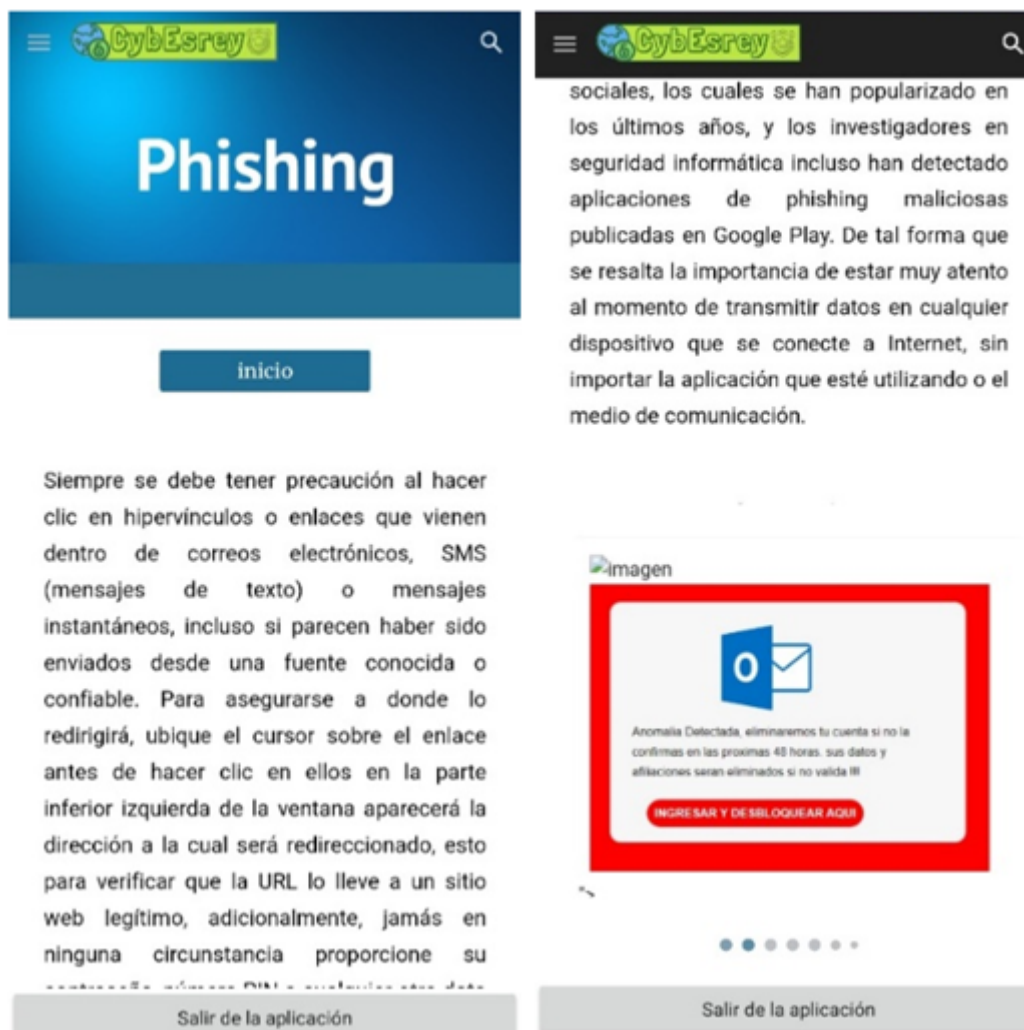 CybEsrey
Phishing
inicio
Siempre se debe tener precaución al hacer
clic en hipervínculos o enlaces que vienen
dentro de correos electrónicos, SMS
(mensajes de texto) o mensajes
instantáneos, incluso si parecen haber sido
enviados desde una fuente conocida o
confiable. Para asegurarse a donde lo
redirigirá, ubique el cursor sobre el enlace
antes de hacer clic en ellos en la parte
inferior izquierda de la ventana aparecerá la
dirección a la cual será redireccionado, esto
para verificar que la URL lo lleve a un sitio
web legítimo, adicionalmente, jamás en
ninguna circunstancia proporcione su
Salir de la aplicación
CybEsrey
sociales, los cuales se han popularizado en
los últimos años, y los investigadores en
seguridad informática incluso han detectado
aplicaciones de phishing maliciosas
publicadas en Google Play. De tal forma que
se resalta la importancia de estar muy atento
al momento de transmitir datos en cualquier
dispositivo que se conecte a Internet, sin
importar la aplicación que esté utilizando o el
medio de comunicación.
imagen
O
Anomalia Detectada, eliminaremos tu cuenta si no la
confirmas en las proximas 48 horas. sus datos y
afiliaciones seran eliminados si no valida !!!
INGRESAR Y DESBLOQUEAR AQUI
Salir de la aplicación